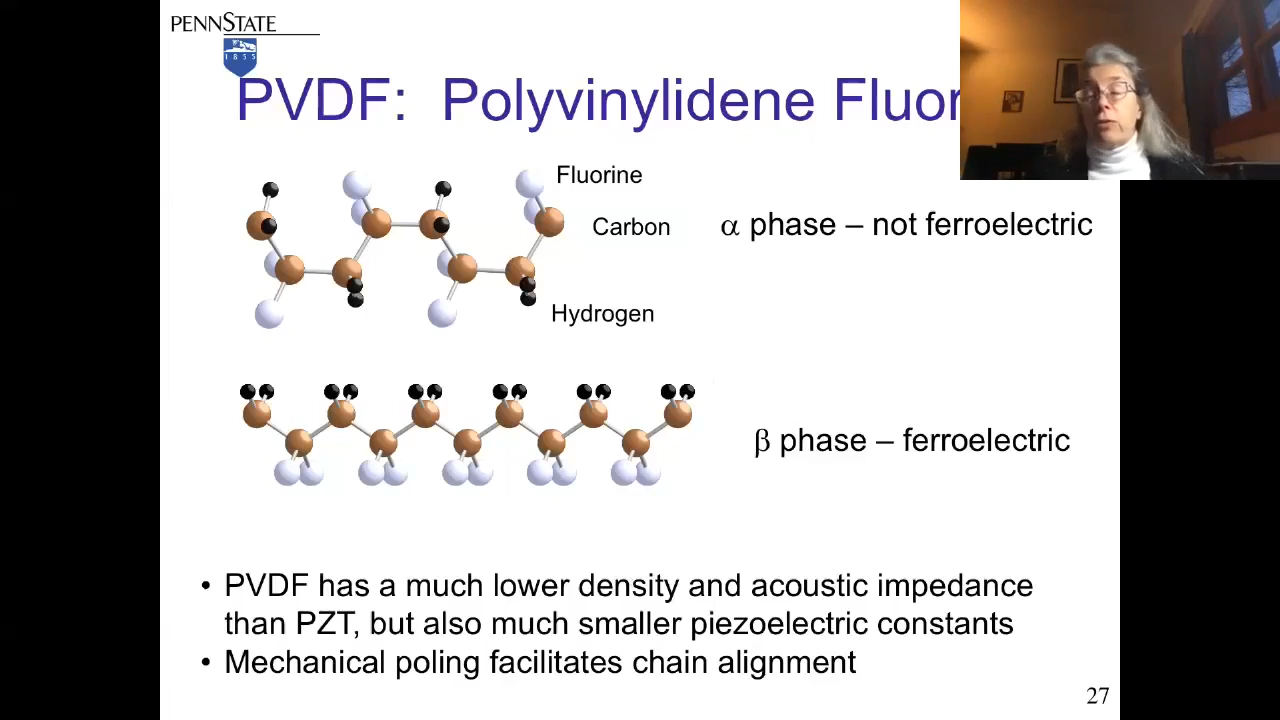 PENNSTATE
1855
PVDF: Polyvinylidene Fluor
Fluorine
Carbon
α phase – not ferroelectric
Hydrogen
β phase – ferroelectric
• PVDF has a much lower density and acoustic impedance
than PZT, but also much smaller piezoelectric constants
• Mechanical poling facilitates chain alignment
27